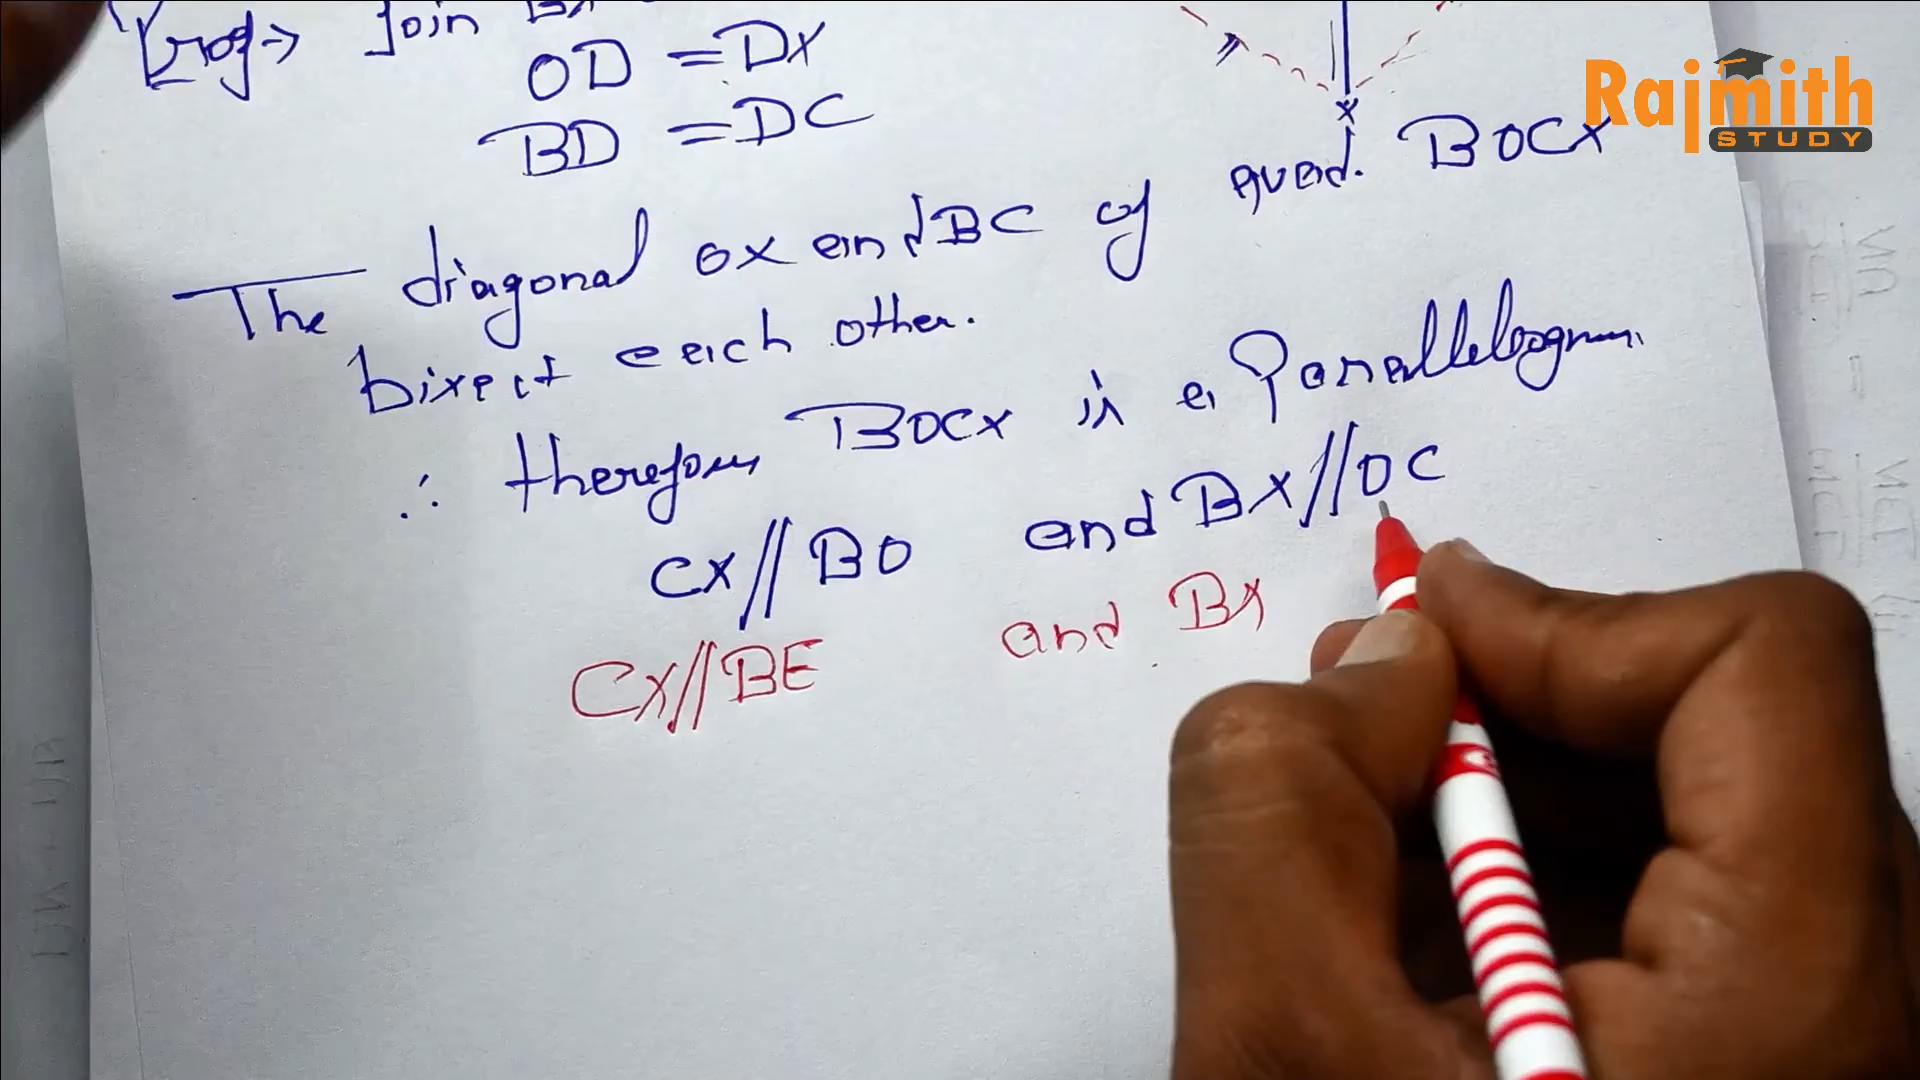 Proof → Join BX
OD = DX
BD = DC
The diagonal OX and BC of quad. BOCX
bisect each other.
∴ therefore BOCX is a Parallelogram.
CX // BO and BX // OC
CX // BE and BX
x
Rajmith
STUDY